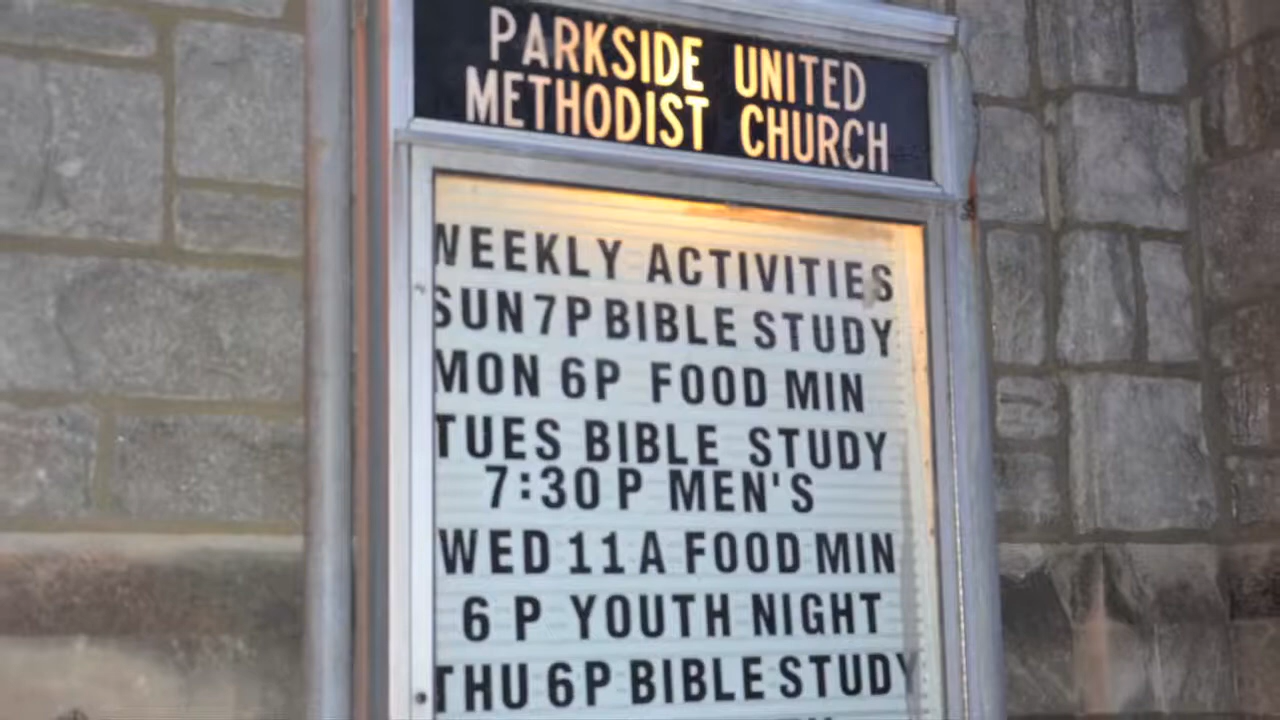 PARKSIDE UNITED
METHODIST CHURCH
WEEKLY ACTIVITIES
SUN 7P BIBLE STUDY
MON 6P FOOD MIN
TUES BIBLE STUDY
7:30 P MEN'S
WED 11 A FOOD MIN
6 P YOUTH NIGHT
THU 6P BIBLE STUDY